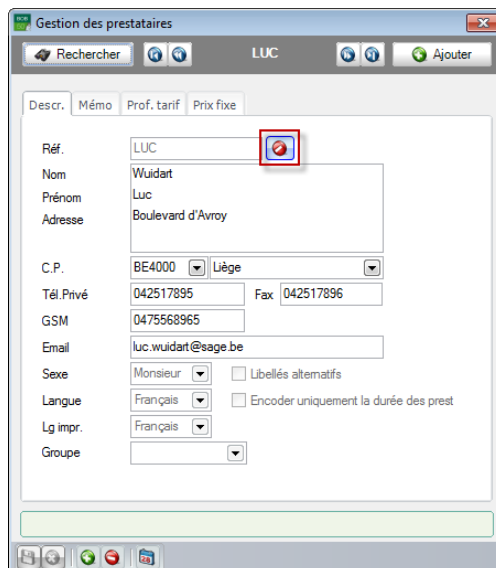 Gestion des prestataires
Rechercher LUC Ajouter
Descr. Mémo Prof. tarif Prix fixe
Réf. LUC
Nom Wuidart
Prénom Luc
Adresse Boulevard d'Avroy
C.P. BE4000 Liège
Tél.Privé 042517895 Fax 042517896
GSM 0475568965
Email luc.wuidart@sage.be
Sexe Monsieur Libellés alternatifs
Langue Français Encoder uniquement la durée des prest
Lg impr. Français
Groupe